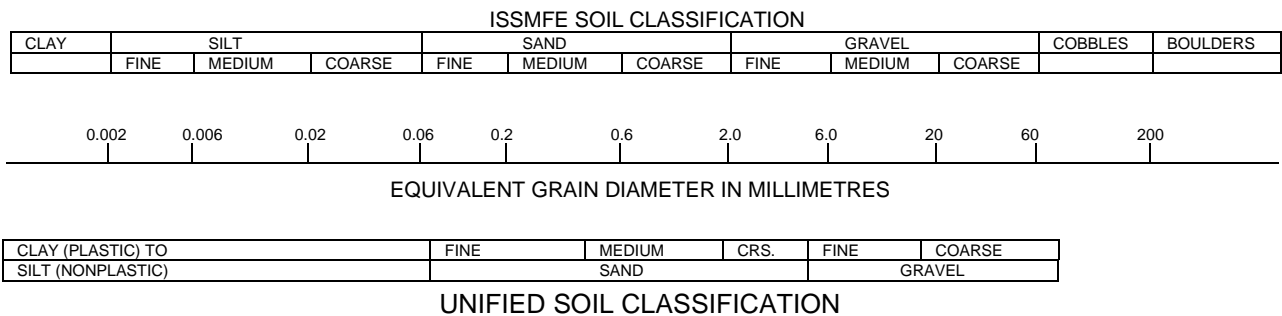 ISSMFE SOIL CLASSIFICATION
CLAY SILT SAND GRAVEL COBBLES BOULDERS
FINE MEDIUM COARSE FINE MEDIUM COARSE FINE MEDIUM COARSE
0.002 0.006 0.02 0.06 0.2 0.6 2.0 6.0 20 60 200
EQUIVALENT GRAIN DIAMETER IN MILLIMETRES
CLAY (PLASTIC) TO FINE MEDIUM CRS. FINE COARSE
SILT (NONPLASTIC) SAND GRAVEL
UNIFIED SOIL CLASSIFICATION